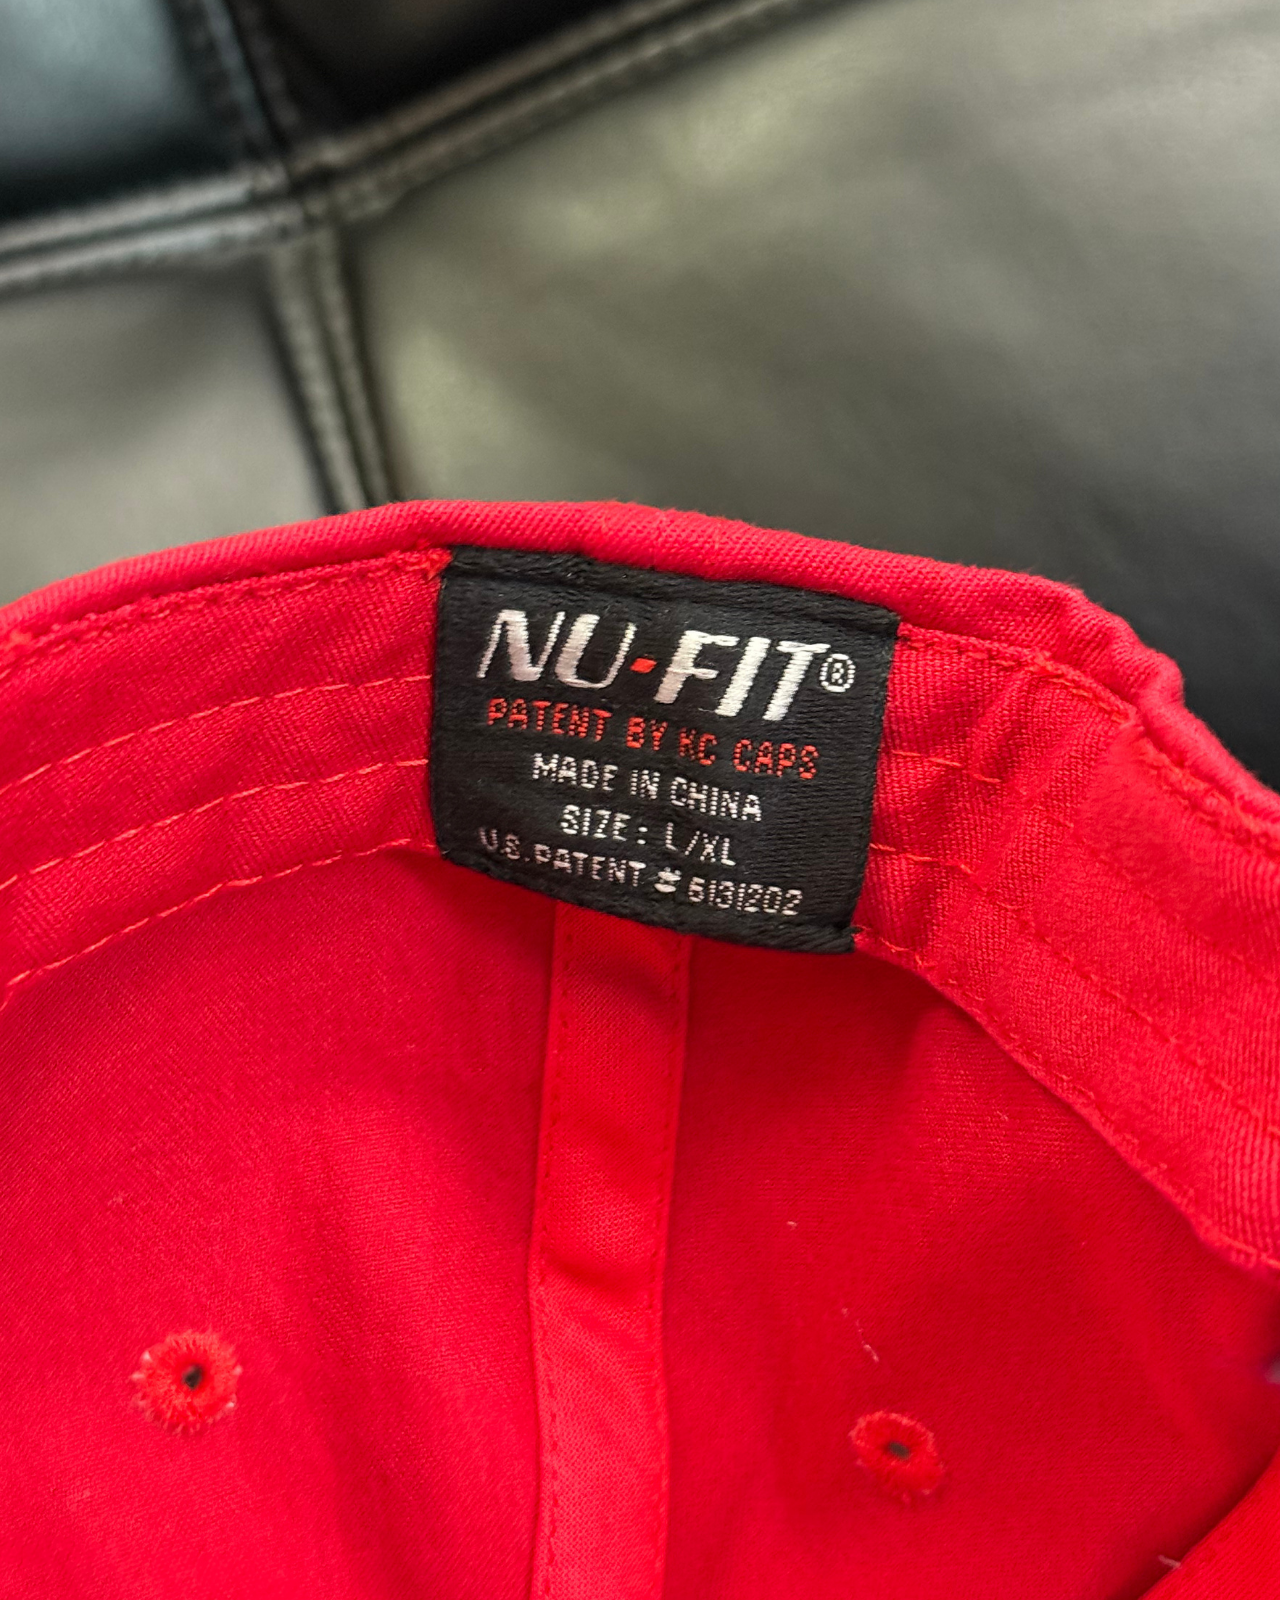 NU-FIT®
PATENT BY KC CAPS
MADE IN CHINA
SIZE: L/XL
U.S.PATENT # 6131202